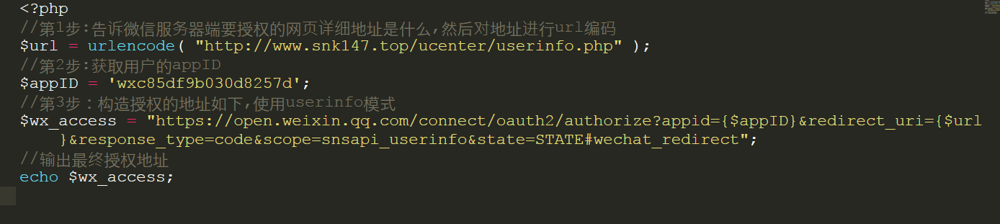 <?php
//第1步:告诉微信服务器端要授权的网页详细地址是什么,然后对地址进行url编码
$url = urlencode( "http://www.snk147.top/ucenter/userinfo.php" );
//第2步:获取用户的appID
$appID = 'wxc85df9b030d8257d';
//第3步：构造授权的地址如下,使用userinfo模式
$wx_access = "https://open.weixin.qq.com/connect/oauth2/authorize?appid={$appID}&redirect_uri={$url
}&response_type=code&scope=snsapi_userinfo&state=STATE#wechat_redirect";
//输出最终授权地址
echo $wx_access;